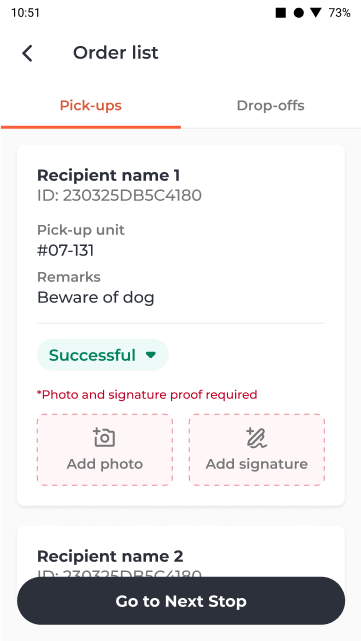 10:51
73%
Order list
Pick-ups
Drop-offs
Recipient name 1
ID: 230325DB5C4180
Pick-up unit
#07-131
Remarks
Beware of dog
Successful
*Photo and signature proof required
Add photo
Add signature
Recipient name 2
ID: 230325DB5C4180
Go to Next Stop